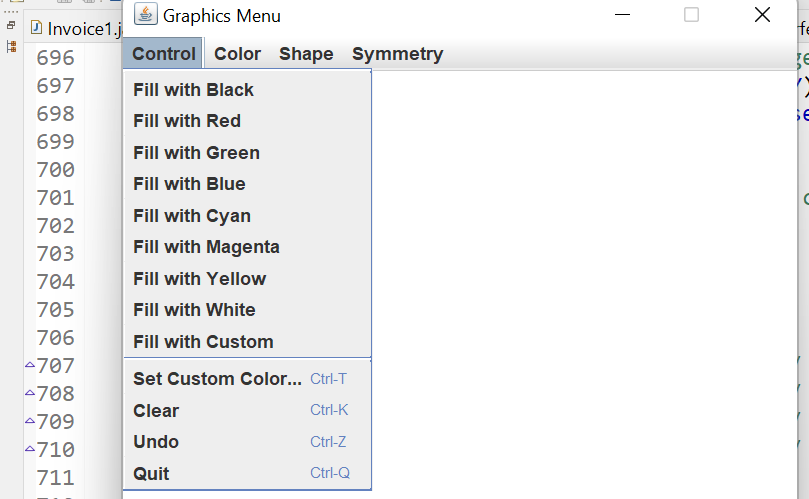 Graphics Menu
Invoice1.j
Control Color Shape Symmetry
696
697
698
699
700
701
702
703
704
705
706
707
708
709
710
711
Fill with Black
Fill with Red
Fill with Green
Fill with Blue
Fill with Cyan
Fill with Magenta
Fill with Yellow
Fill with White
Fill with Custom
Set Custom Color... Ctrl-T
Clear Ctrl-K
Undo Ctrl-Z
Quit Ctrl-Q